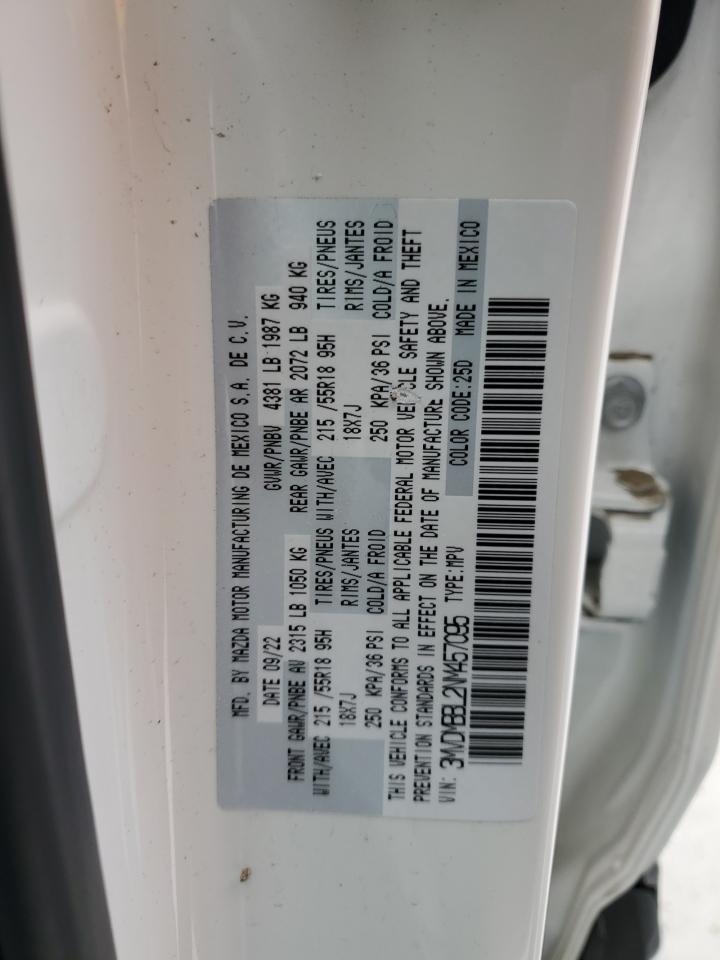 MFD. BY MAZDA MOTOR MANUFACTURING DE MEXICO S.A. DE C.V.
DATE 09/22 GVWR/PNBV 4381 LB 1987 KG
FRONT GAWR/PNBE AV 2315 LB 1050 KG REAR GAWR/PNBE AR 2072 LB 940 KG
WITH/AVEC 215 /55R18 95H TIRES/PNEUS WITH/AVEC 215 /55R18 95H TIRES/PNEUS
18X7J RIMS/JANTES 18X7J RIMS/JANTES
250 KPA/36 PSI COLD/A FROID 250 KPA/36 PSI COLD/A FROID
THIS VEHICLE CONFORMS TO ALL APPLICABLE FEDERAL MOTOR VEHICLE SAFETY AND THEFT
PREVENTION STANDARDS IN EFFECT ON THE DATE OF MANUFACTURE SHOWN ABOVE.
VIN: 3MVDMBBL2NM457095 TYPE:MPV COLOR CODE:25D MADE IN MEXICO